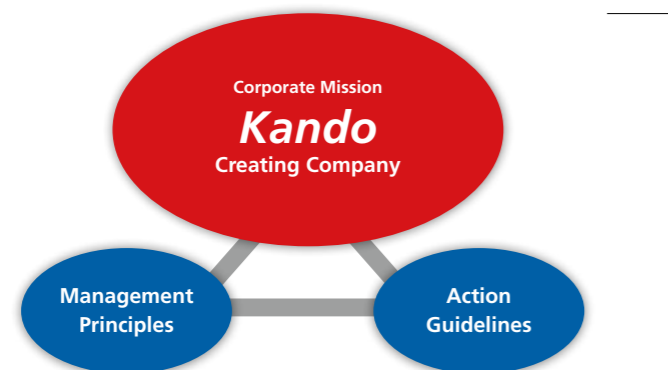 Corporate Mission
Kando
Creating Company
Management
Principles
Action
Guidelines